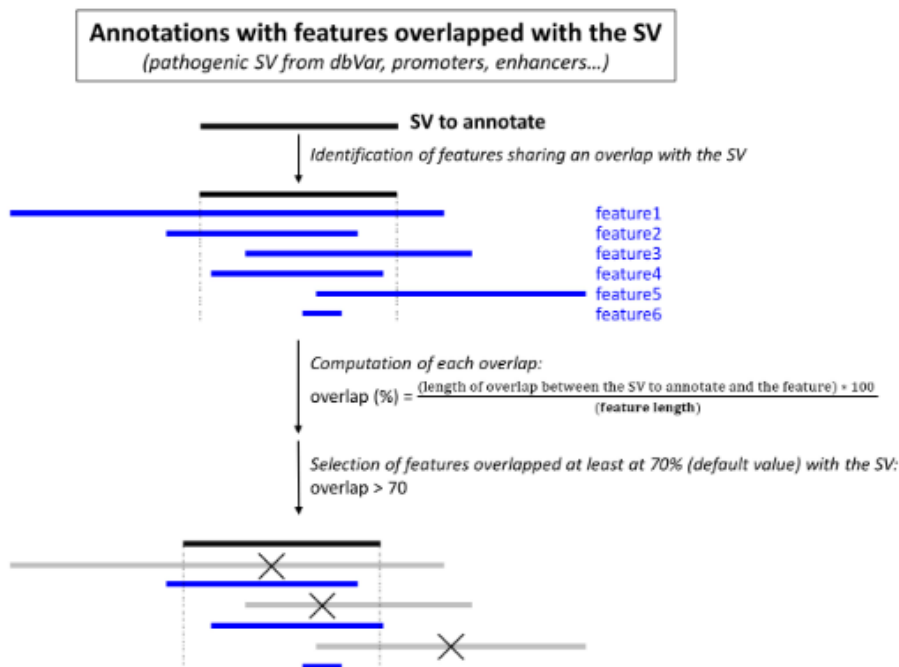 Annotations with features overlapped with the SV
(pathogenic SV from dbVar, promoters, enhancers...)
SV to annotate
Identification of features sharing an overlap with the SV
feature1
feature2
feature3
feature4
feature5
feature6
Computation of each overlap:
overlap (%) = (length of overlap between the SV to annotate and the feature) * 100
(feature length)
Selection of features overlapped at least at 70% (default value) with the SV:
overlap > 70